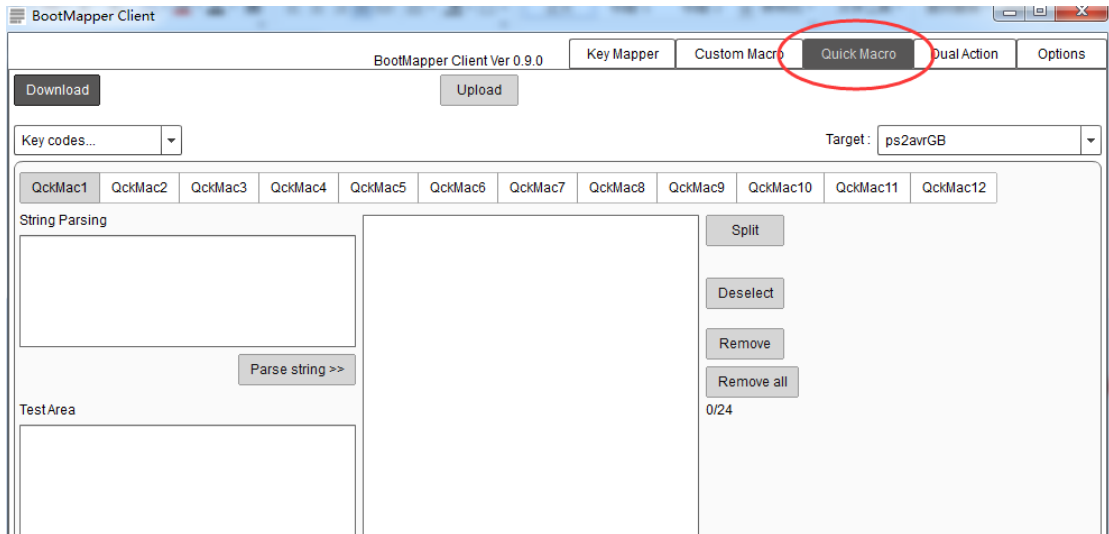 BootMapper Client
BootMapper Client Ver 0.9.0 Key Mapper Custom Macro Quick Macro Dual Action Options
Download Upload
Key codes... Target : ps2avrGB
QckMac1 QckMac2 QckMac3 QckMac4 QckMac5 QckMac6 QckMac7 QckMac8 QckMac9 QckMac10 QckMac11 QckMac12
String Parsing
Split
Deselect
Remove
Parse string >>
Remove all
Test Area
0/24